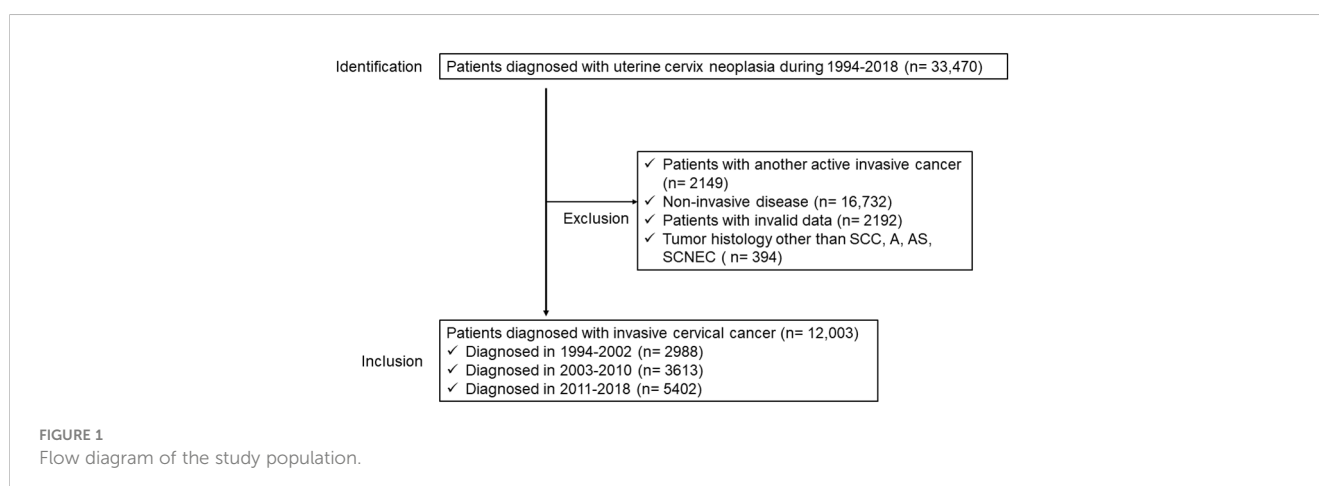 Identification
Patients diagnosed with uterine cervix neoplasia during 1994-2018 (n= 33,470)
Exclusion
✓ Patients with another active invasive cancer
(n= 2149)
✓ Non-invasive disease (n= 16,732)
✓ Patients with invalid data (n= 2192)
✓ Tumor histology other than SCC, A, AS,
SCNEC ( n= 394)
Inclusion
Patients diagnosed with invasive cervical cancer (n= 12,003)
✓ Diagnosed in 1994-2002 (n= 2988)
✓ Diagnosed in 2003-2010 (n= 3613)
✓ Diagnosed in 2011-2018 (n= 5402)
FIGURE 1
Flow diagram of the study population.